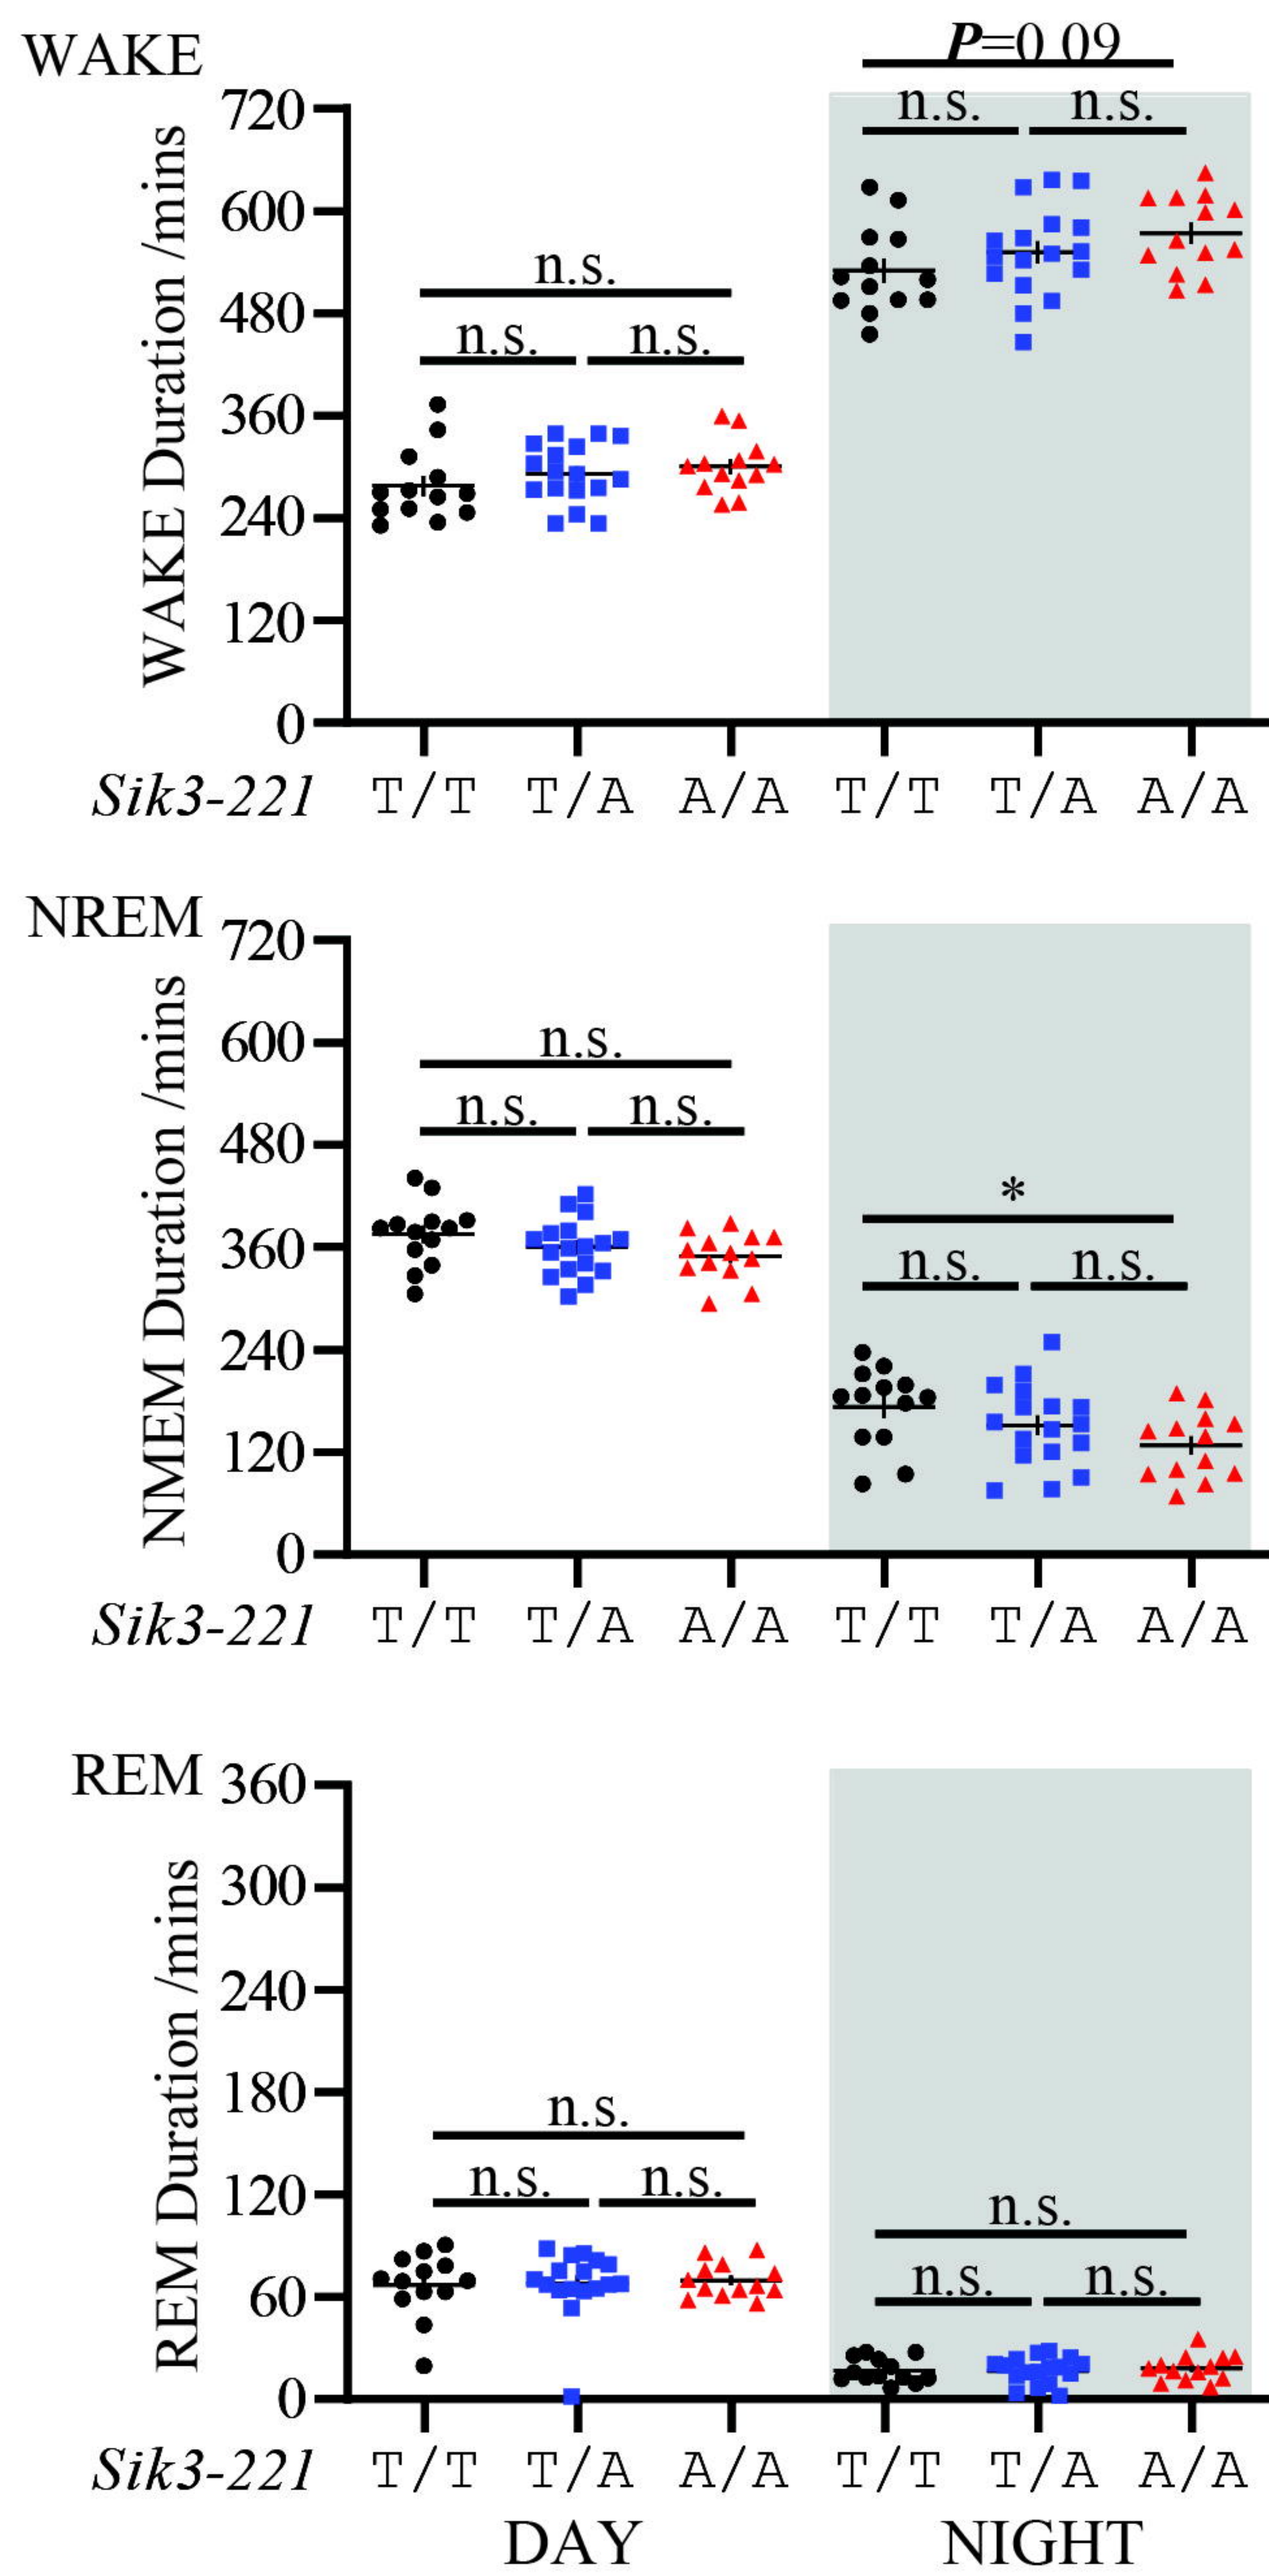 WAKE
P=0 09
n.s. n.s.
n.s.
n.s. n.s.
WAKE Duration /mins
720
600
480
360
240
120
0
Sik3-221 T/T T/A A/A T/T T/A A/A
NREM
NMEM Duration /mins
720
600
480
360
240
120
0
n.s.
n.s. n.s.
*
n.s. n.s.
Sik3-221 T/T T/A A/A T/T T/A A/A
REM
REM Duration /mins
360
300
240
180
120
60
0
n.s.
n.s. n.s.
n.s.
n.s. n.s.
Sik3-221 T/T T/A A/A T/T T/A A/A
DAY NIGHT